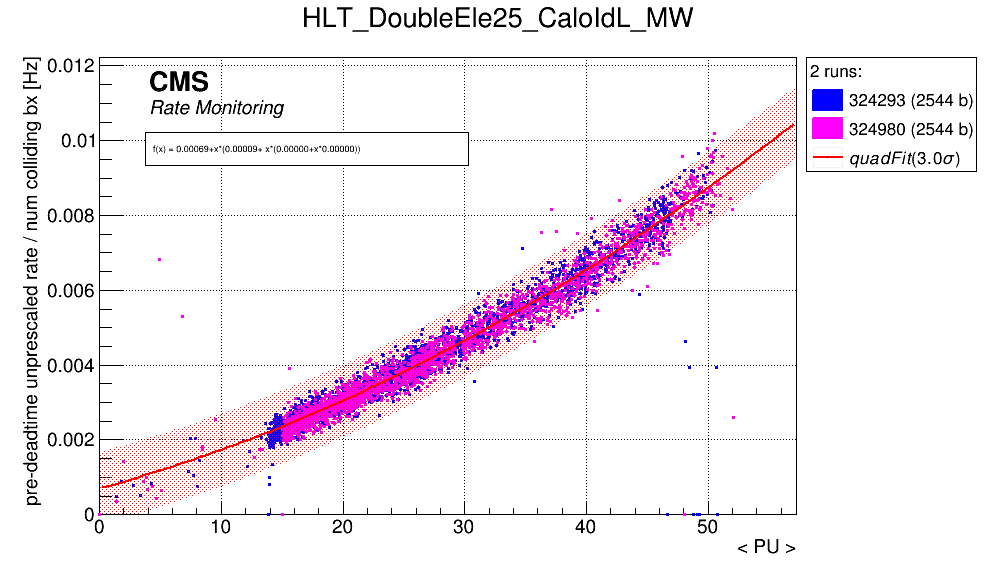 HLT_DoubleEle25_CaloIdL_MW
pre-deadtime unprescaled rate / num colliding bx [Hz]
CMS
Rate Monitoring
f(x) = 0.00069+x*(0.00009+ x*(0.00000+x*0.00000))
2 runs:
324293 (2544 b)
324980 (2544 b)
quadFit(3.0σ)
0.012
0.01
0.008
0.006
0.004
0.002
0
0 10 20 30 40 50
< PU >